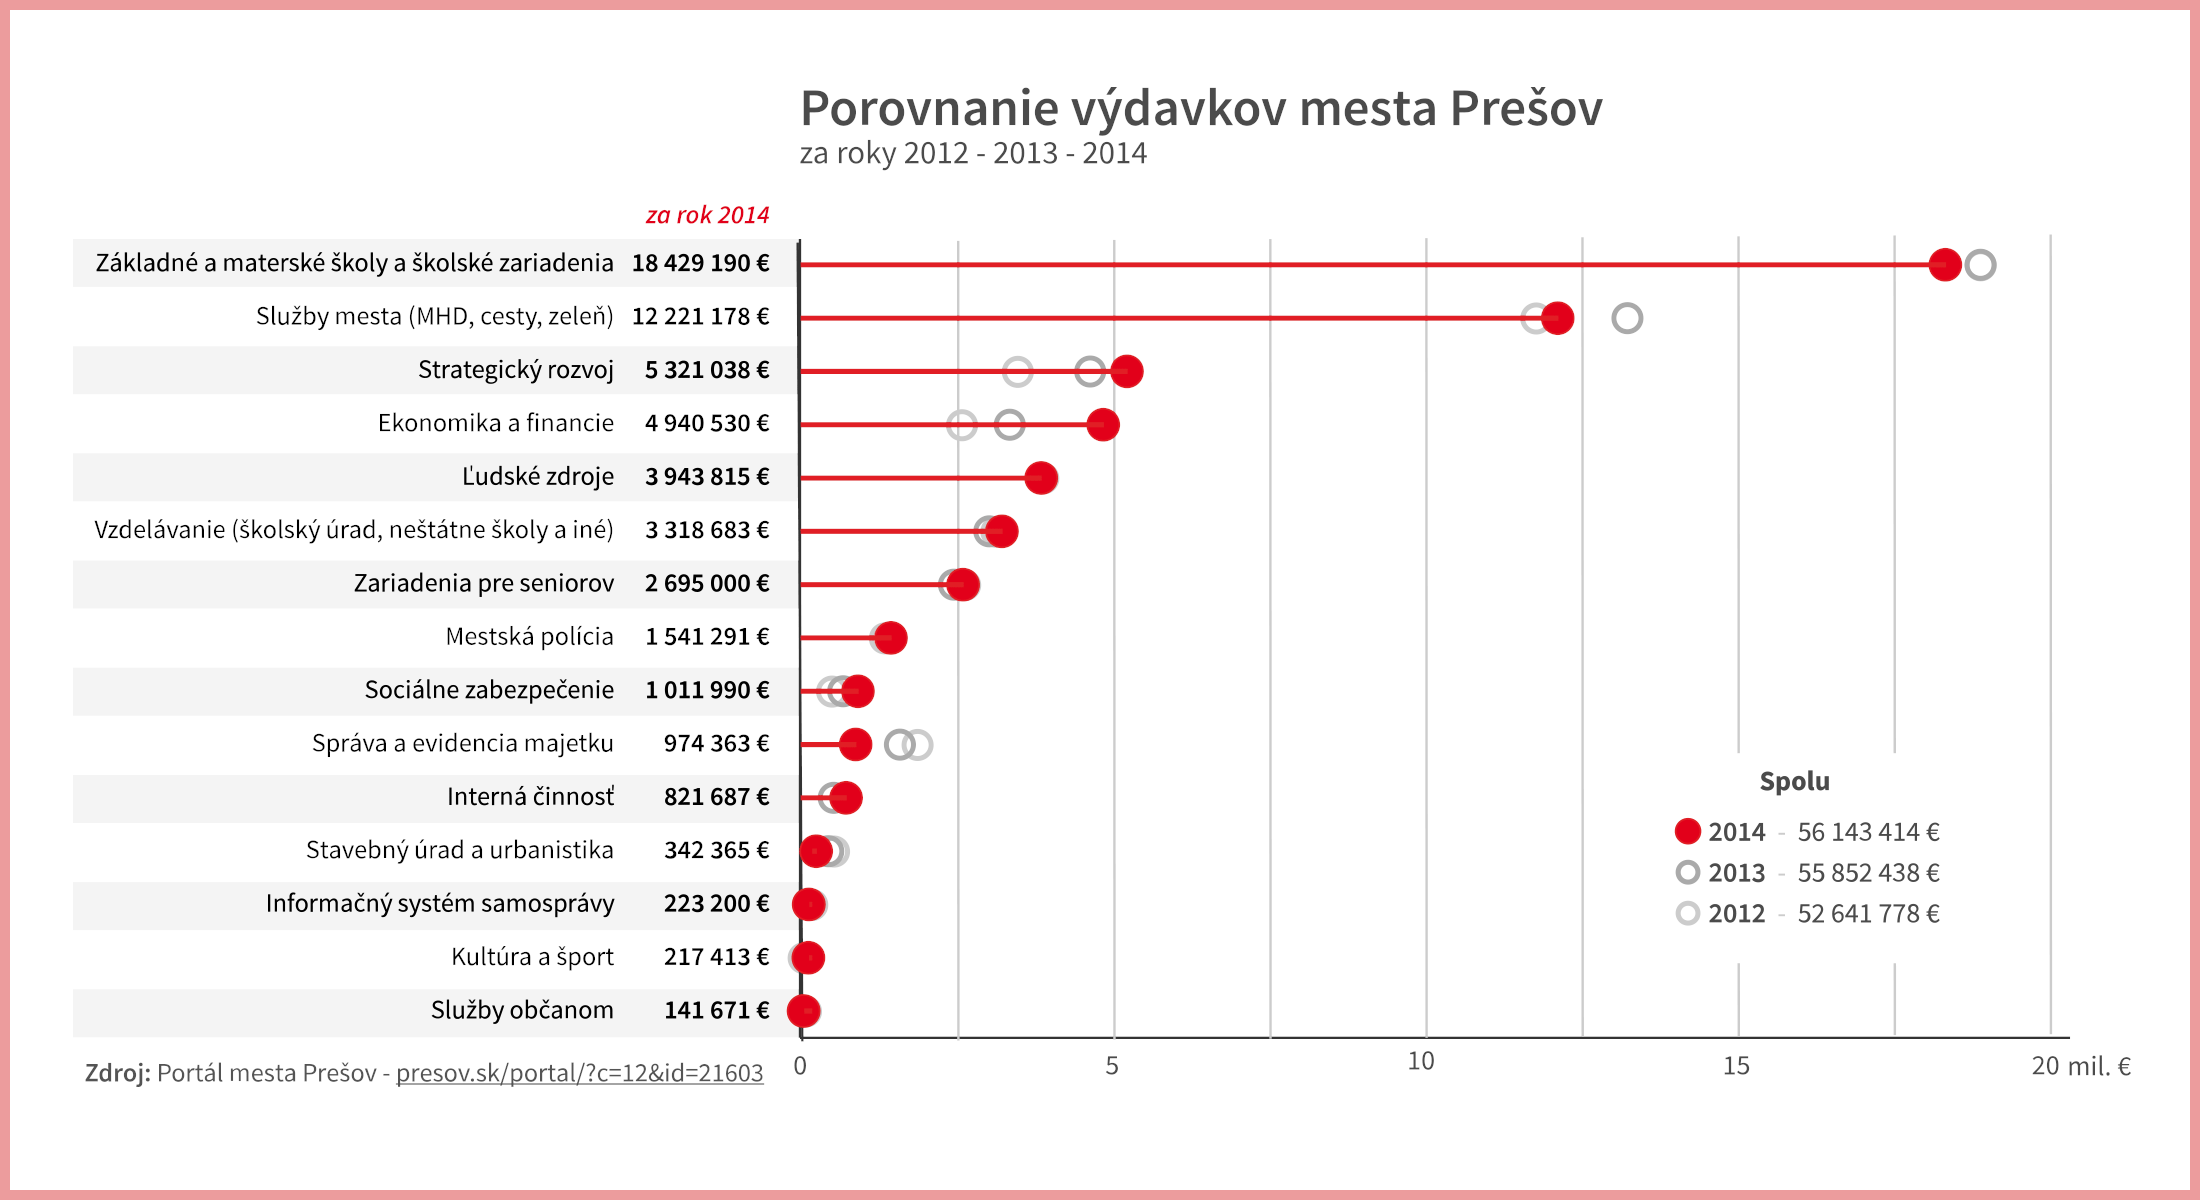 Porovnanie výdavkov mesta Prešov
za roky 2012 - 2013 - 2014
za rok 2014
Základné a materské školy a školské zariadenia 18 429 190 €
Služby mesta (MHD, cesty, zeleň) 12 221 178 €
Strategický rozvoj 5 321 038 €
Ekonomika a financie 4 940 530 €
Ľudské zdroje 3 943 815 €
Vzdelávanie (školský úrad, neštátne školy a iné) 3 318 683 €
Zariadenia pre seniorov 2 695 000 €
Mestská polícia 1 541 291 €
Sociálne zabezpečenie 1 011 990 €
Správa a evidencia majetku 974 363 €
Interná činnosť 821 687 €
Stavebný úrad a urbanistika 342 365 €
Informačný systém samosprávy 223 200 €
Kultúra a šport 217 413 €
Služby občanom 141 671 €
Spolu
2014 - 56 143 414 €
2013 - 55 852 438 €
2012 - 52 641 778 €
0 5 10 15 20 mil. €
Zdroj: Portál mesta Prešov - presov.sk/portal/?c=12&id=21603